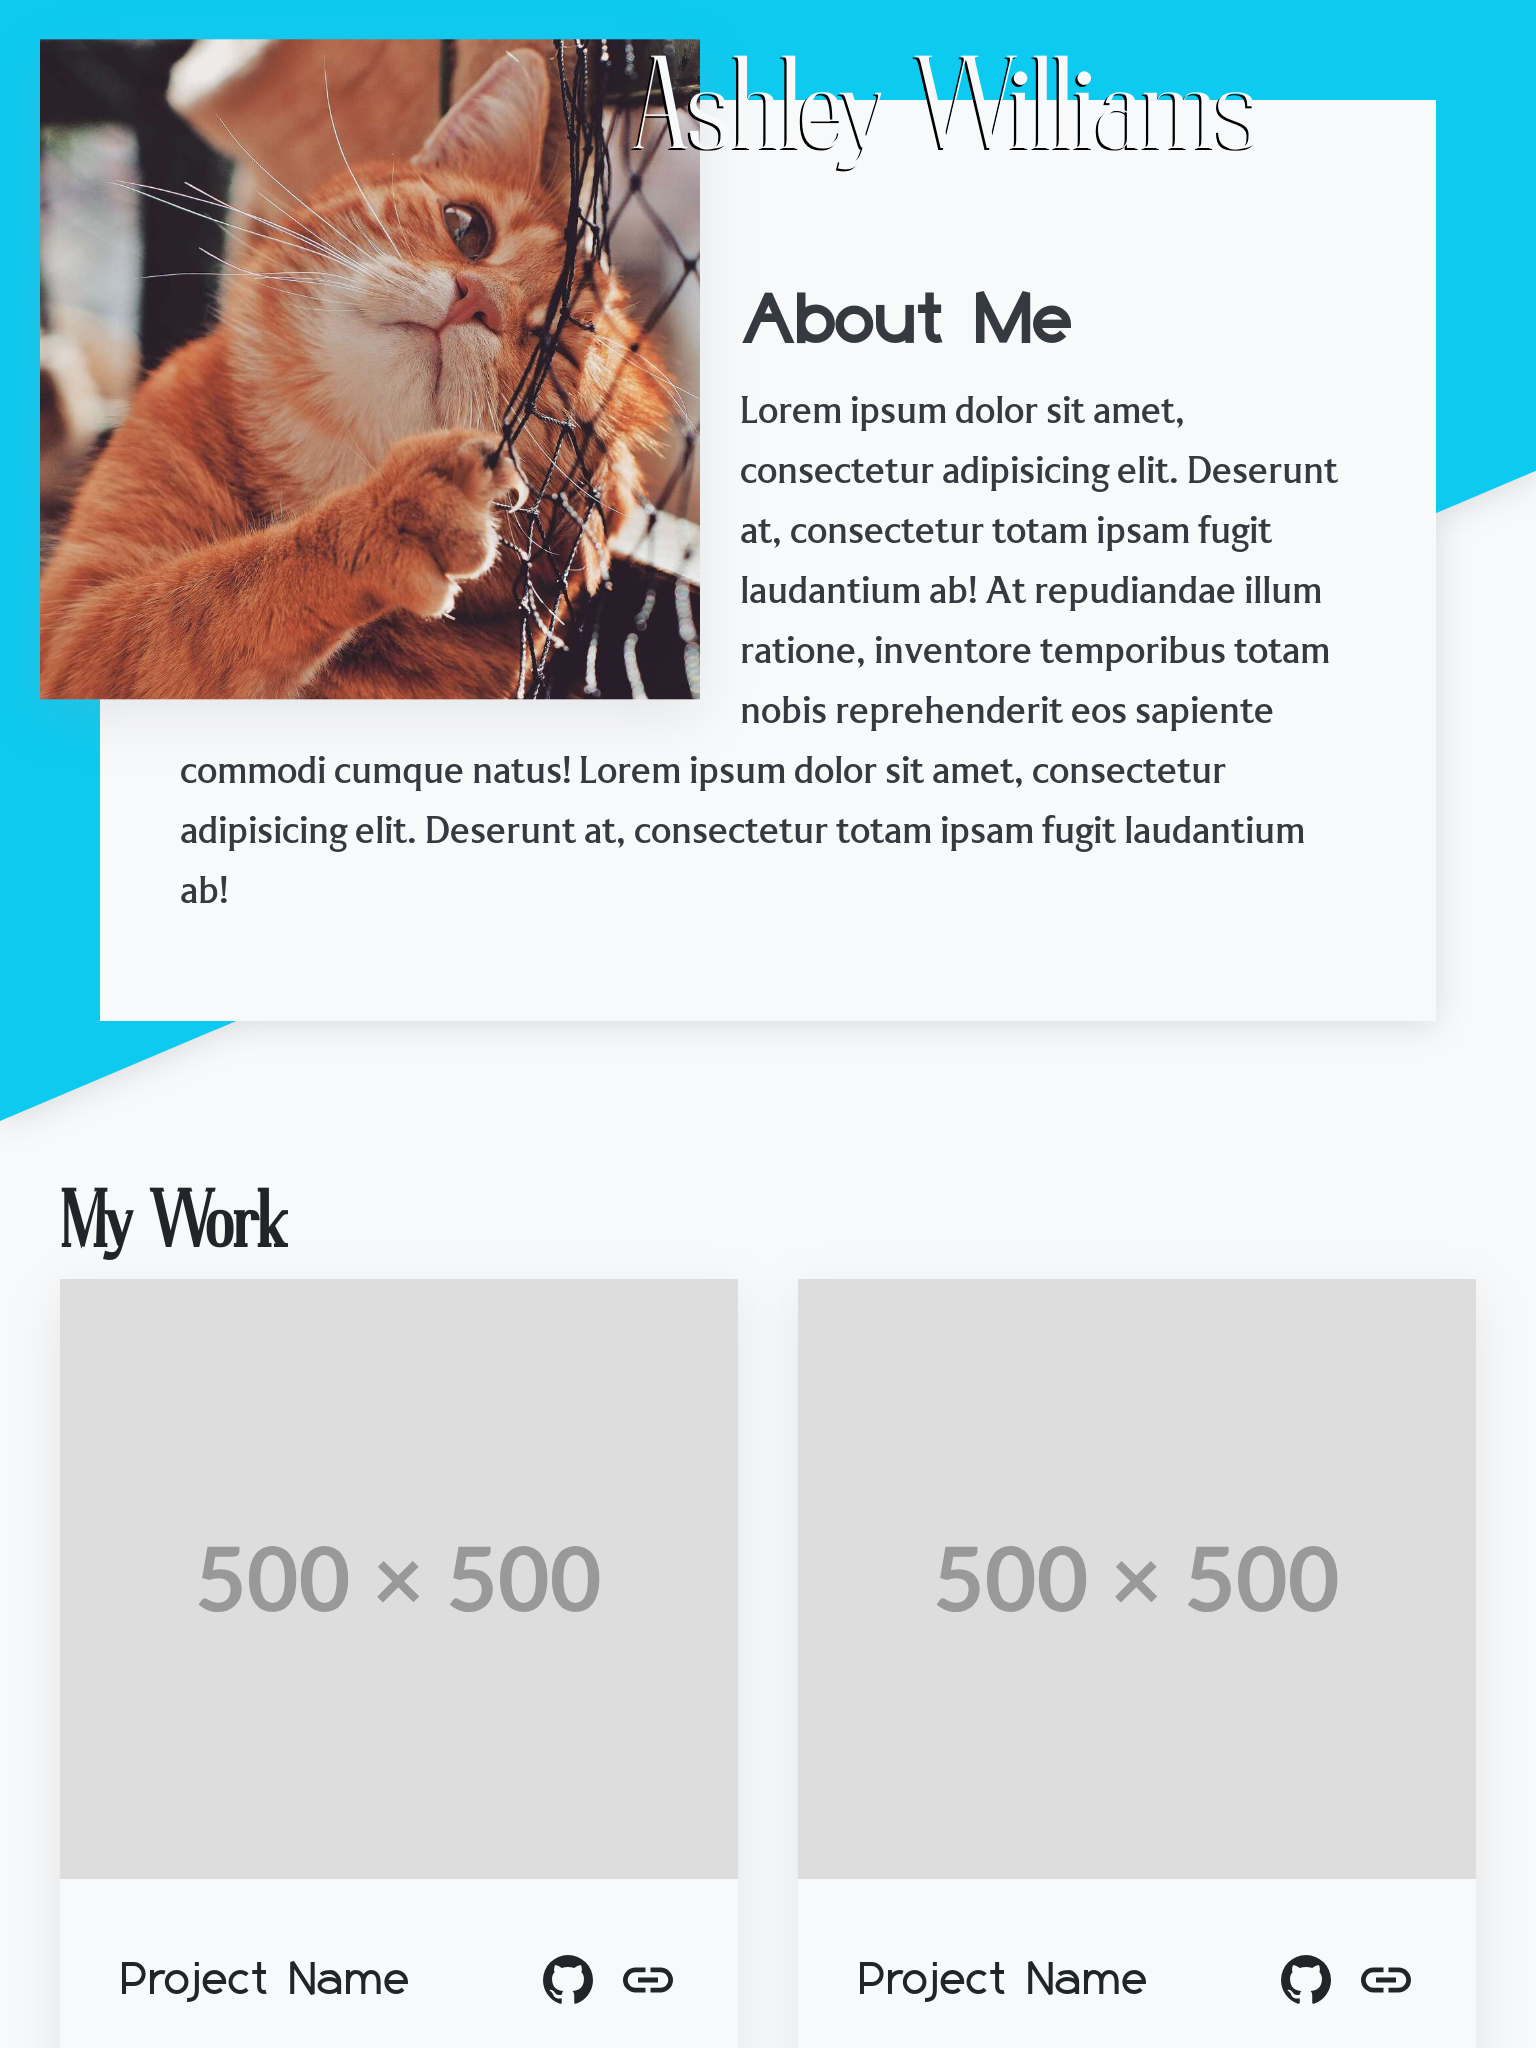 Ashley Williams
About Me
Lorem ipsum dolor sit amet,
consectetur adipisicing elit. Deserunt
at, consectetur totam ipsam fugit
laudantium ab! At repudiandae illum
ratione, inventore temporibus totam
nobis reprehenderit eos sapiente
commodi cumque natus! Lorem ipsum dolor sit amet, consectetur
adipisicing elit. Deserunt at, consectetur totam ipsam fugit laudantium
ab!
My Work
500 × 500
500 × 500
Project Name
Project Name